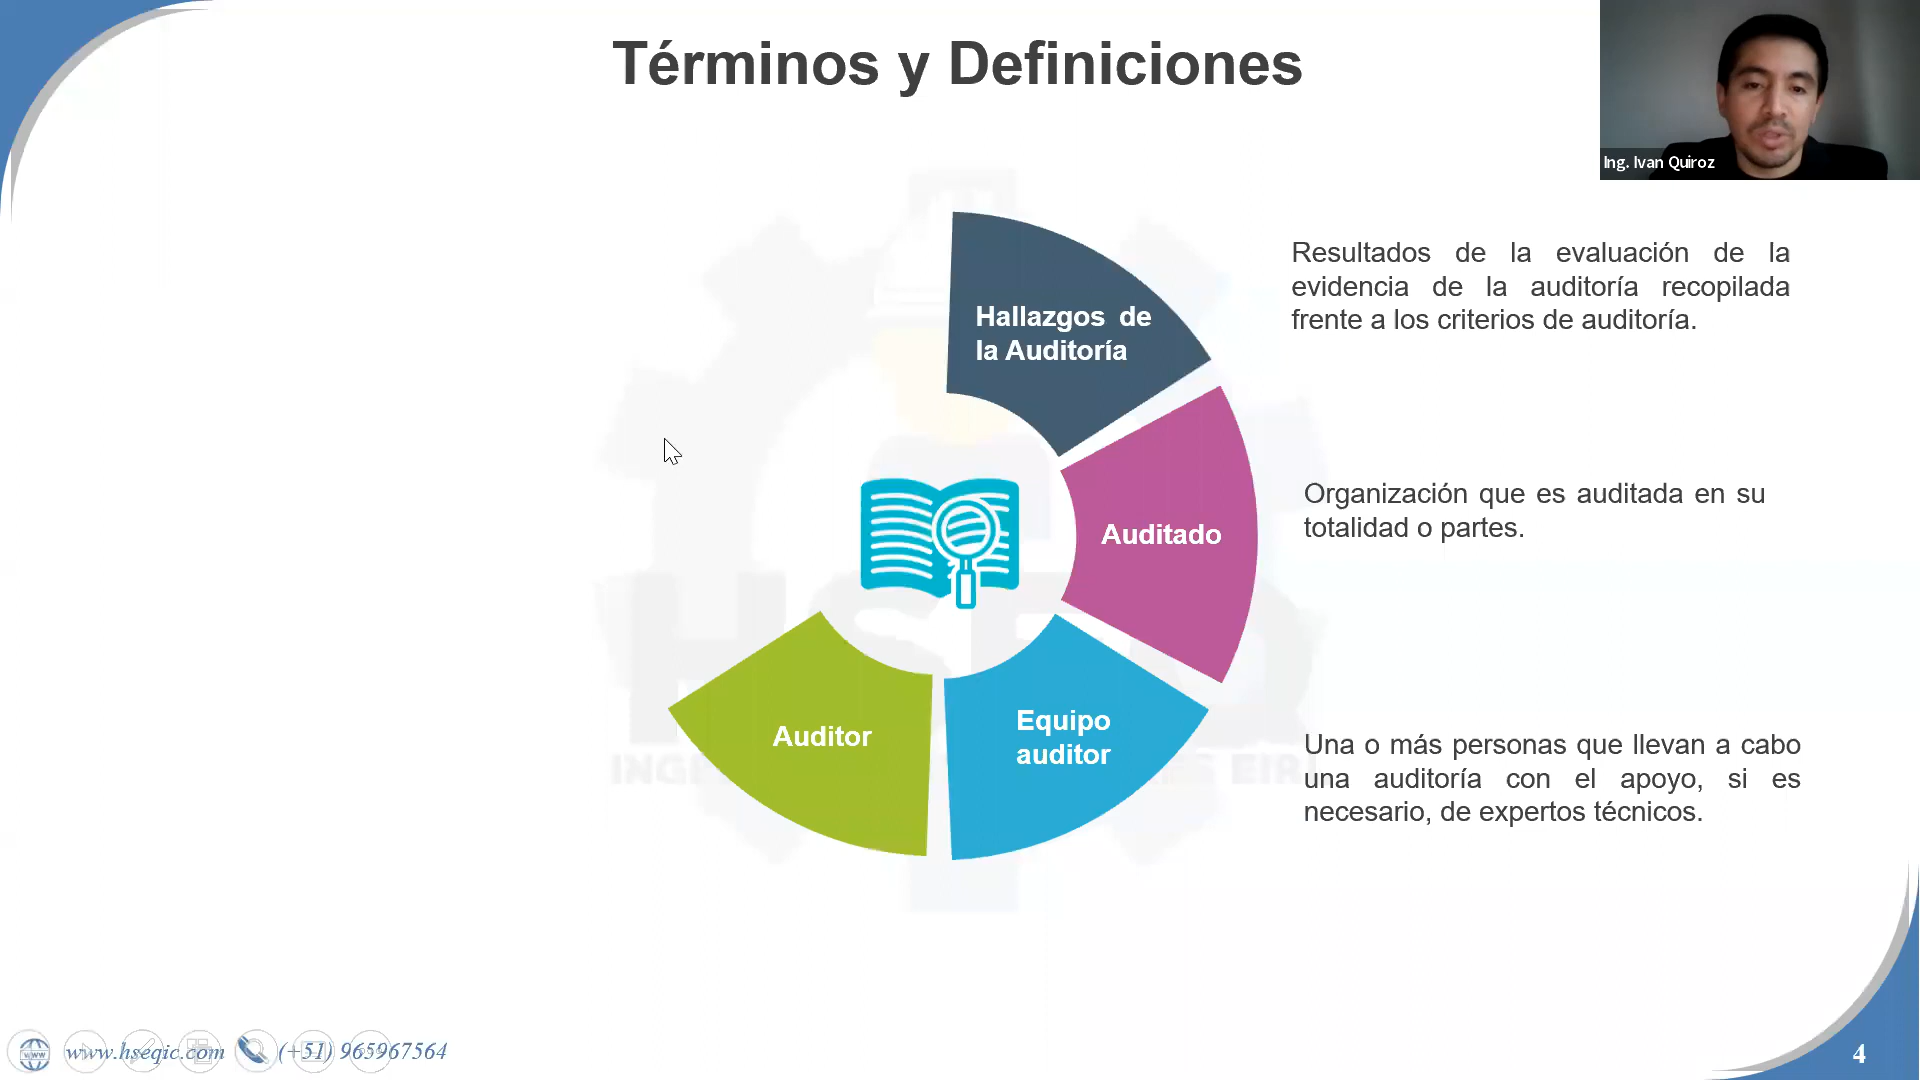 Términos y Definiciones
Ing. Ivan Quiroz
Hallazgos de
la Auditoría
Resultados de la evaluación de la
evidencia de la auditoría recopilada
frente a los criterios de auditoría.
Auditado
Organización que es auditada en su
totalidad o partes.
Equipo
auditor
Una o más personas que llevan a cabo
una auditoría con el apoyo, si es
necesario, de expertos técnicos.
Auditor
www.hseqic.com
(+51) 965967564
4